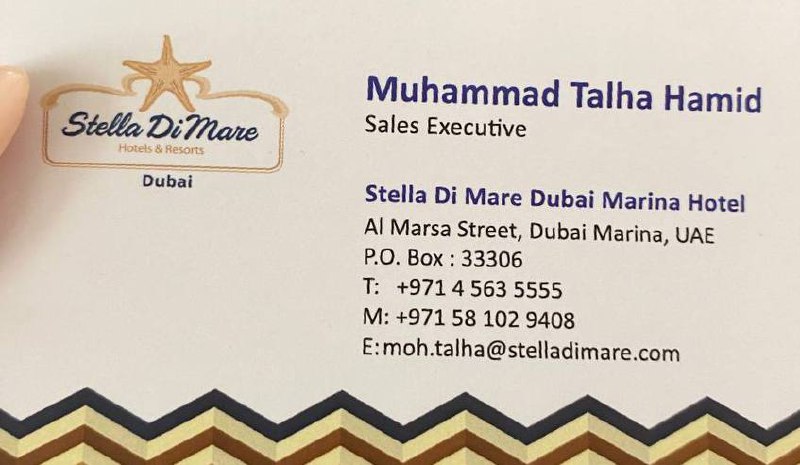 Stella Di Mare
Hotels & Resorts
Dubai
Muhammad Talha Hamid
Sales Executive
Stella Di Mare Dubai Marina Hotel
Al Marsa Street, Dubai Marina, UAE
P.O. Box : 33306
T: +971 4 563 5555
M: +971 58 102 9408
E:moh.talha@stelladimare.com